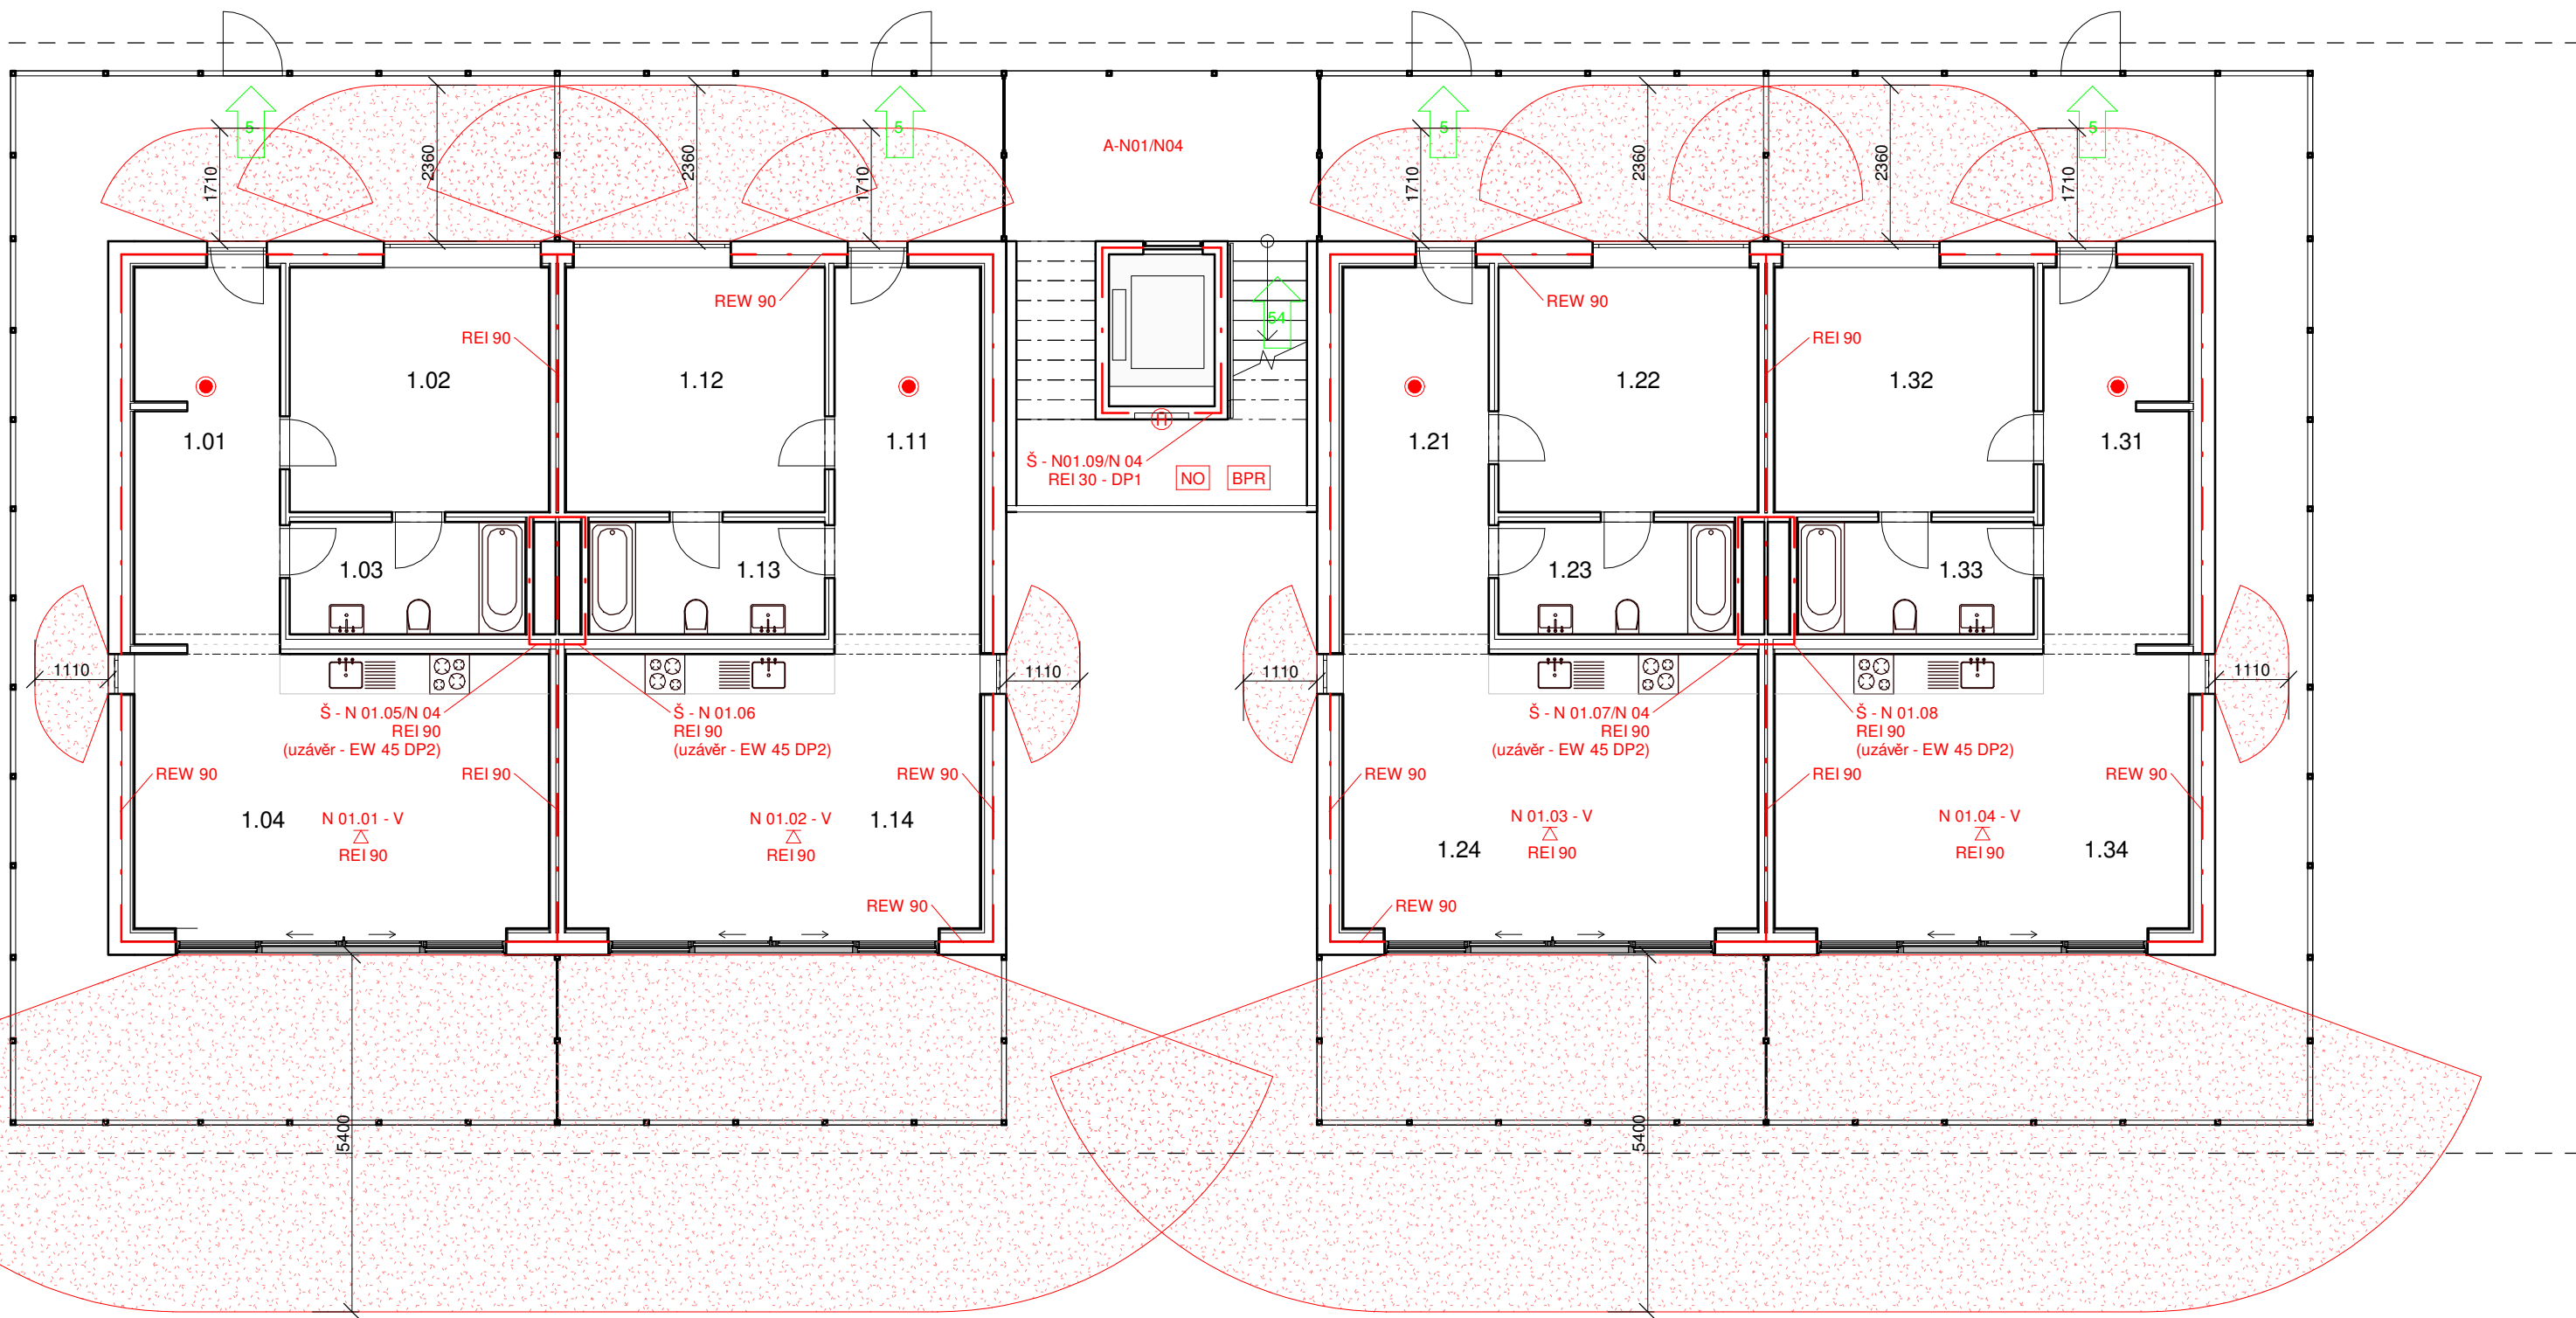 5
5
5
5
1710
2360
2360
1710
1710
2360
2360
1710
A-N01/N04
REW 90
REW 90
REI 90
54
REI 90
1.02
1.12
1.22
1.32
1.01
1.11
1.21
1.31
Š - N01.09/N 04
REI 30 - DP1
NO
BPR
1.03
1.13
1.23
1.33
1110
1110
1110
1110
Š - N 01.05/N 04
REI 90
(uzávěr - EW 45 DP2)
Š - N 01.06
REI 90
(uzávěr - EW 45 DP2)
Š - N 01.07/N 04
REI 90
(uzávěr - EW 45 DP2)
Š - N 01.08
REI 90
(uzávěr - EW 45 DP2)
REW 90
REI 90
REW 90
REW 90
REI 90
REW 90
1.04
N 01.01 - V
REI 90
N 01.02 - V
REI 90
1.14
1.24
N 01.03 - V
REI 90
N 01.04 - V
REI 90
1.34
REW 90
REW 90
5400
5400